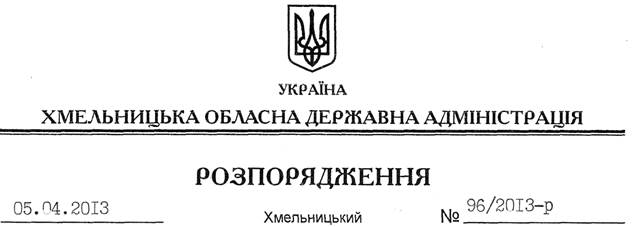 УКРАЇНА
ХМЕЛЬНИЦЬКА ОБЛАСНА ДЕРЖАВНА АДМІНІСТРАЦІЯ
РОЗПОРЯДЖЕННЯ
05.04.2013 Хмельницький № 96/2013-р